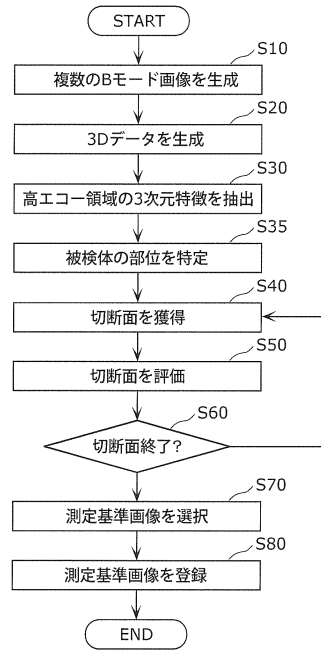 START
S10
複数のBモード画像を生成
S20
3Dデータを生成
S30
高エコー領域の3次元特徴を抽出
S35
被検体の部位を特定
S40
切断面を獲得
S50
切断面を評価
S60
切断面終了?
S70
測定基準画像を選択
S80
測定基準画像を登録
END